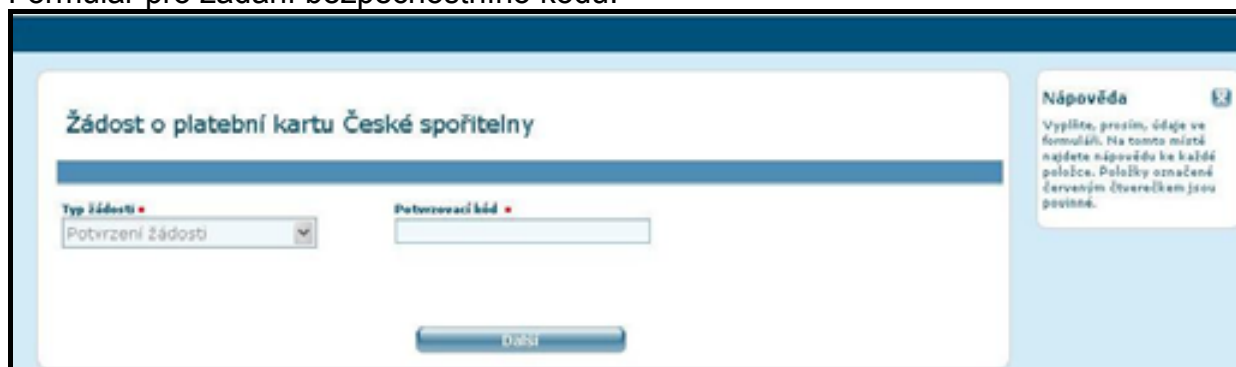 Formulář pro zadání bezpečnostního kódu:
Žádost o platební kartu České spořitelny
Typ žádosti
Potvrzovací kód
Potvrzení žádosti
Další
Nápověda
Vyplňte, prosím, údaje ve
formuláři. Na tomto místě
najdete nápovědu ke každé
položce. Položky označené
červeným čtverečkem jsou
povinné.